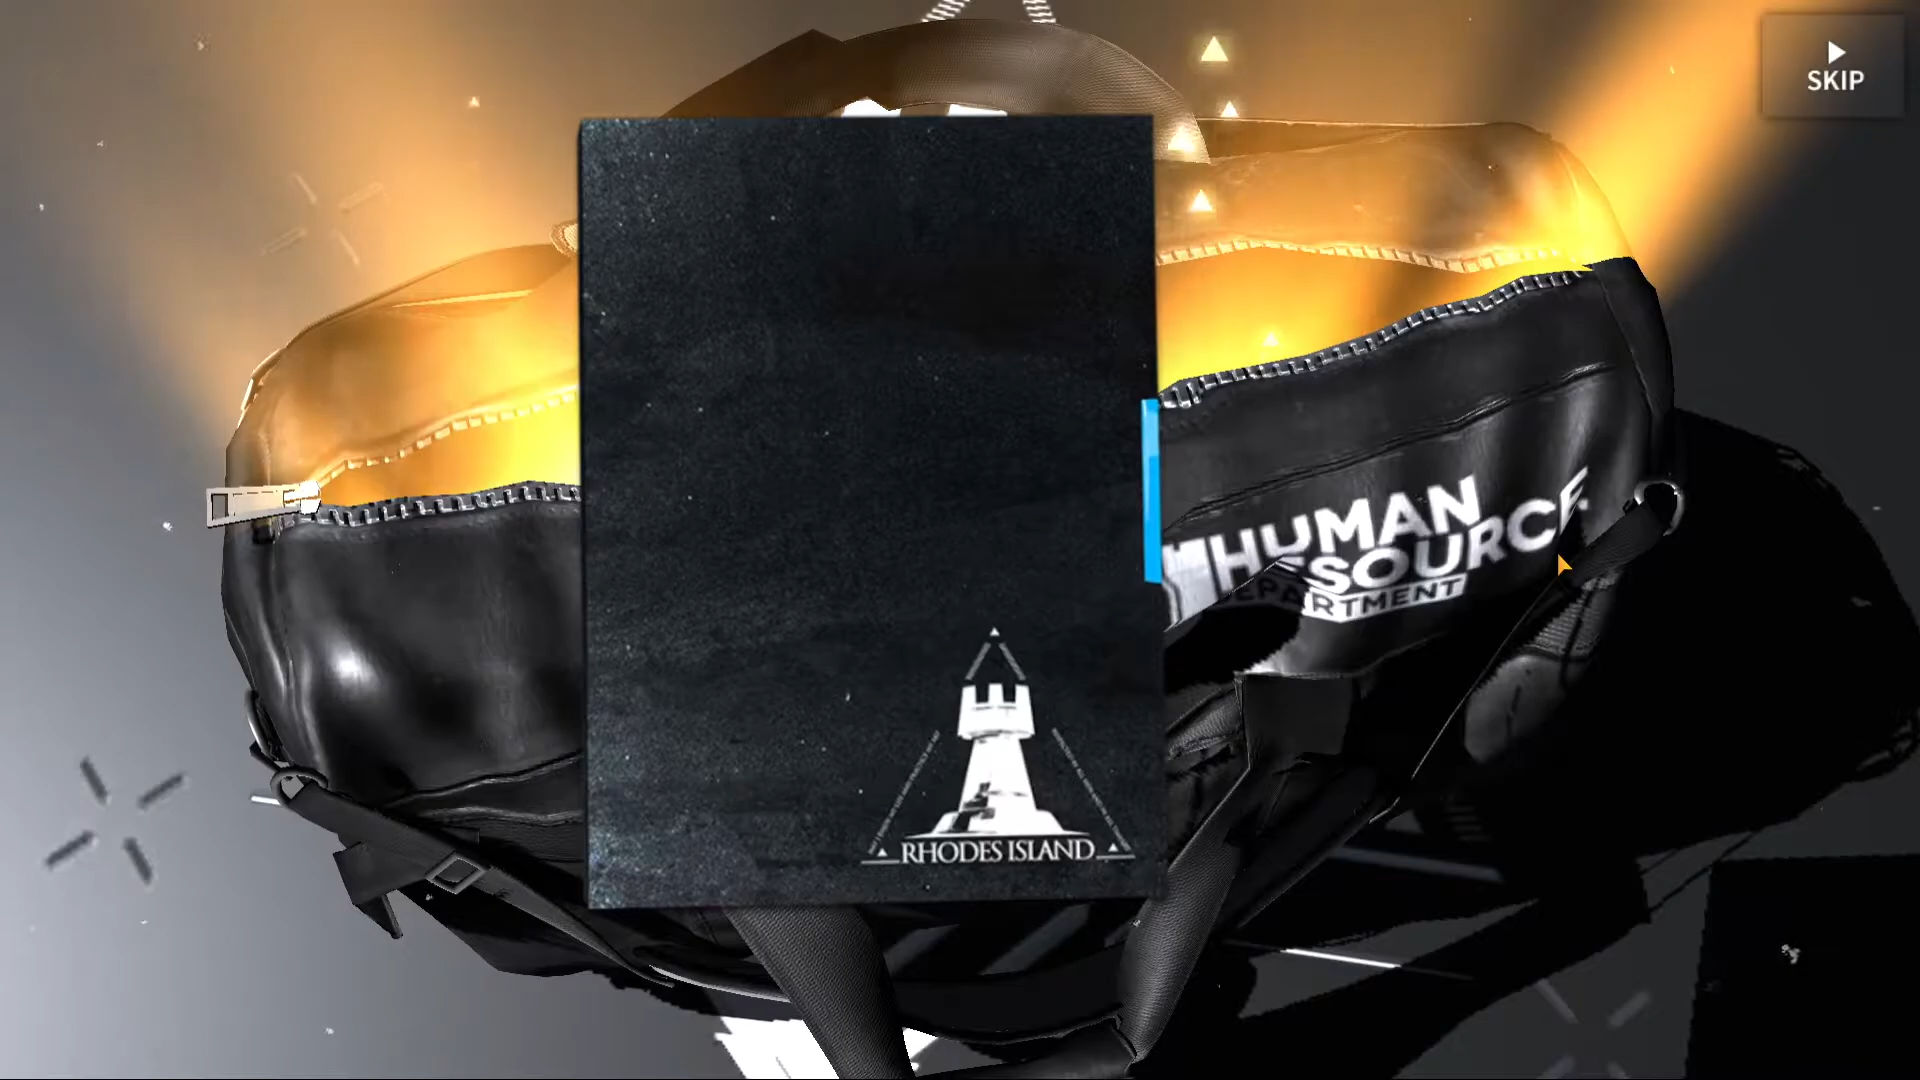 SKIP
HUMAN
RESOURCE
DEPARTMENT
RHODES ISLAND